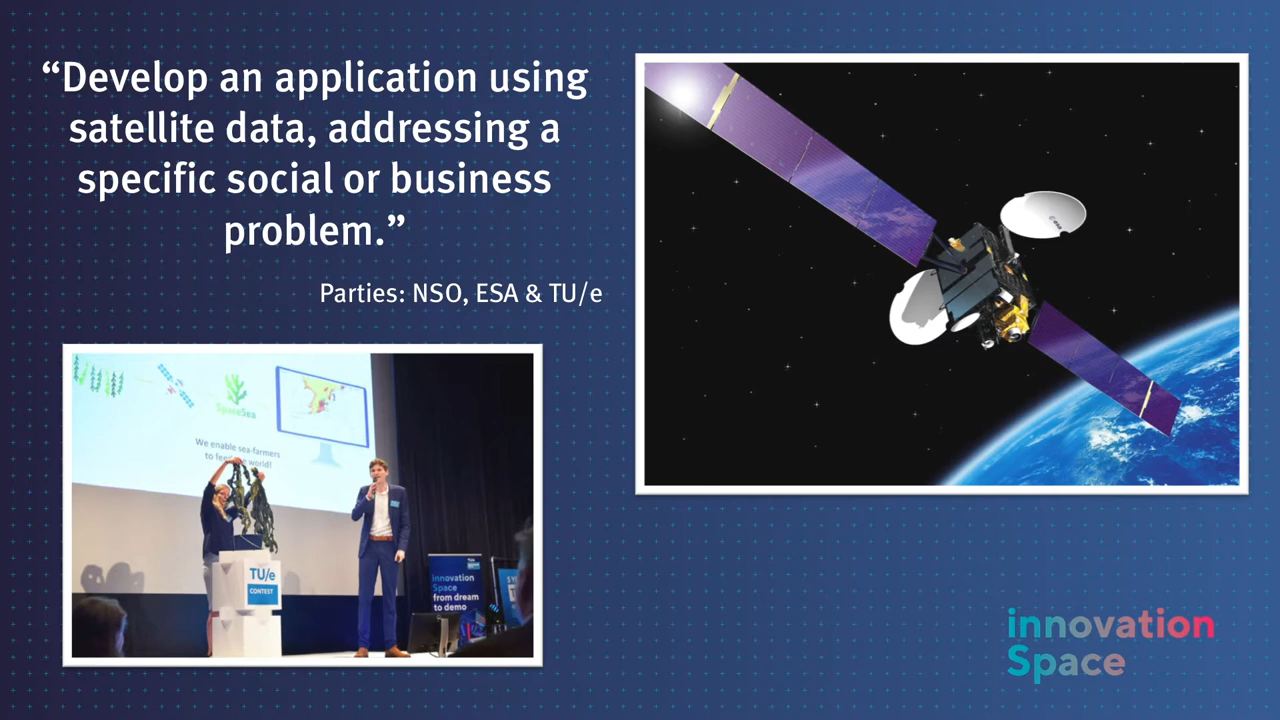 “Develop an application using
satellite data, addressing a
specific social or business
problem.”
Parties: NSO, ESA & TU/e
SpaceSea
We enable sea-farmers
to feed the world!
TU/e
CONTEST
innovation
Space
from dream
to demo
esa
innovation
Space